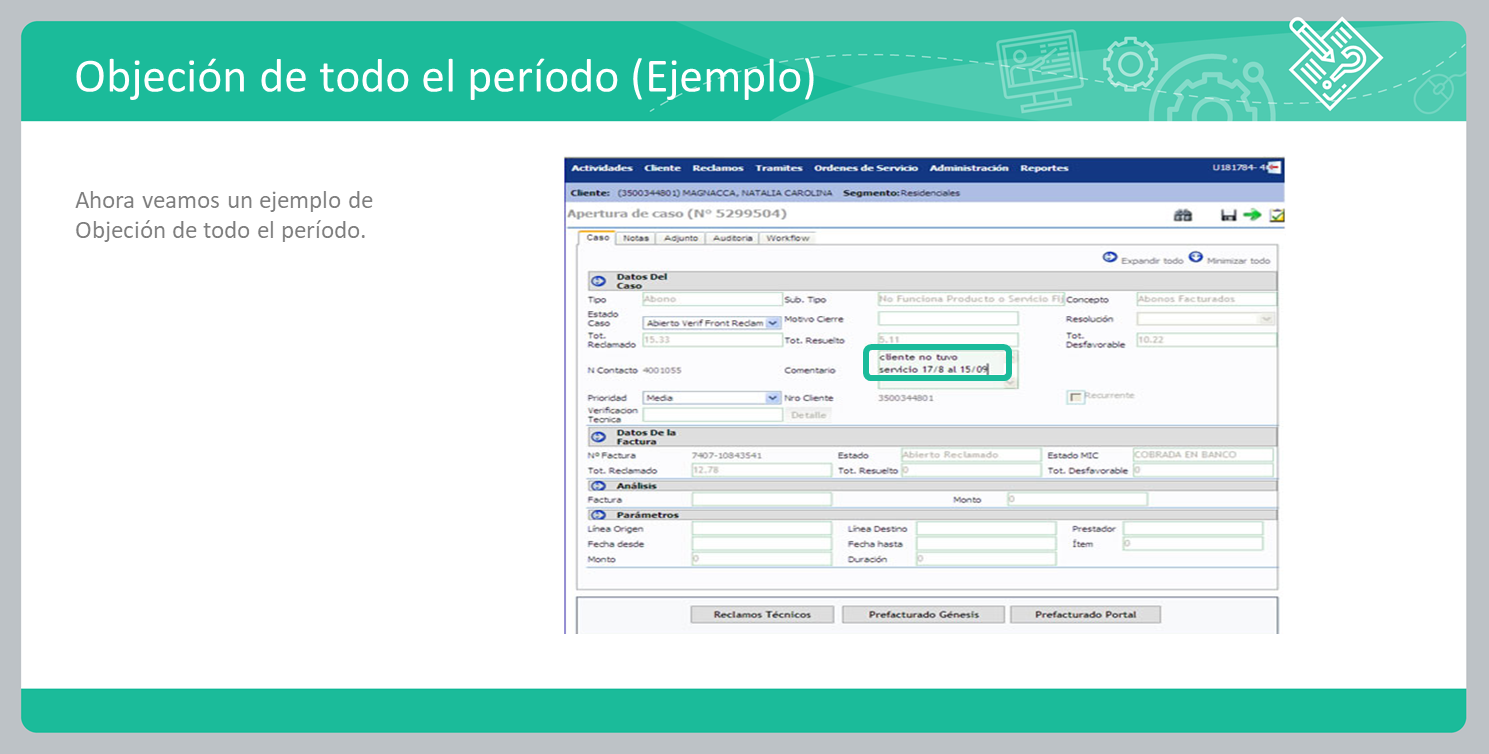 Objeción de todo el período (Ejemplo)
Ahora veamos un ejemplo de
Objeción de todo el período.
Actividades Cliente Reclamos Tramites Ordenes de Servicio Administración Reportes U181784-
Cliente: (3500344801) MAGNACCA, NATALIA CAROLINA Segmento:Residenciales
Apertura de caso (Nº 5299504)
Caso Notas Adjunto Auditoria Workflow
Expandir todo Minimizar todo
Datos Del
Caso
Tipo Abono Sub. Tipo No Funciona Producto o Servicio Fij Concepto Abonos Facturados
Estado
Caso Abierto Verif Front Reclam Motivo Cierre Resolución
Tot.
Reclamado 15.33 Tot. Resuelto 5.11 Tot.
Desfavorable 10.22
N Contacto 4001055 Comentario cliente no tuvo
servicio 17/8 al 15/09
Prioridad Media Nro Cliente 3500344801 Recurrente
Verificacion
Tecnica Detalle
Datos De la
Factura
Nº Factura 7407-10843541 Estado Abierto Reclamado Estado MIC COBRADA EN BANCO
Tot. Reclamado 12.78 Tot. Resuelto 0 Tot. Desfavorable 0
Análisis
Factura Monto 0
Parámetros
Línea Origen Línea Destino Prestador
Fecha desde Fecha hasta Ítem 0
Monto 0 Duración 0
Reclamos Técnicos Prefacturado Génesis Prefacturado Portal